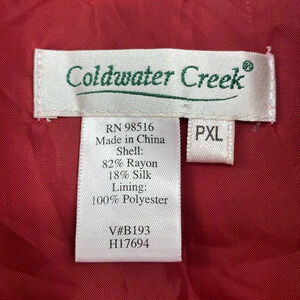 Coldwater Creek®
PXL
RN 98516
Made in China
Shell:
82% Rayon
18% Silk
Lining:
100% Polyester
V#B193
H17694